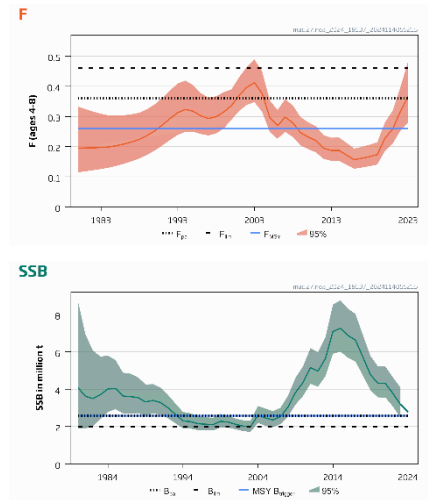 F
F (ages 4-8)
0.5
0.4
0.3
0.2
0.1
0
1983 1993 2003 2013 2023
Fpa Flim FMSY 95%
SSB
SSB in million t
8
6
4
2
0
1984 1994 2004 2014 2024
Bpa Blim MSY Btrigger 95%